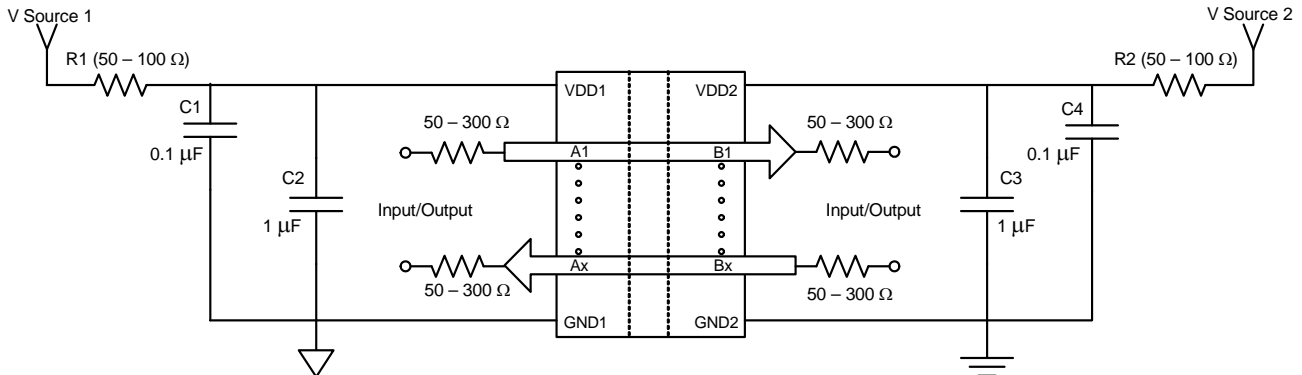 V Source 1
V Source 2
R1 (50 – 100 Ω)
R2 (50 – 100 Ω)
C1
0.1 μF
C2
1 μF
VDD1
VDD2
50 – 300 Ω
50 – 300 Ω
A1
B1
Input/Output
Input/Output
Ax
Bx
50 – 300 Ω
50 – 300 Ω
GND1
GND2
C3
1 μF
C4
0.1 μF